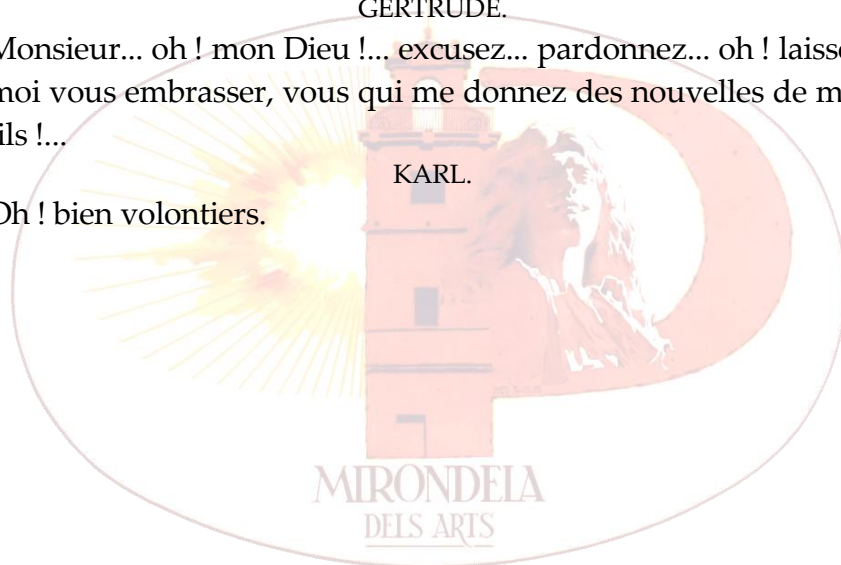 GERTRUDE.
Monsieur... oh ! mon Dieu !... excusez... pardonnez... oh ! laisse
moi vous embrasser, vous qui me donnez des nouvelles de m
ils !...
KARL.
Oh ! bien volontiers.
MIRONDELA
DELS ARTS